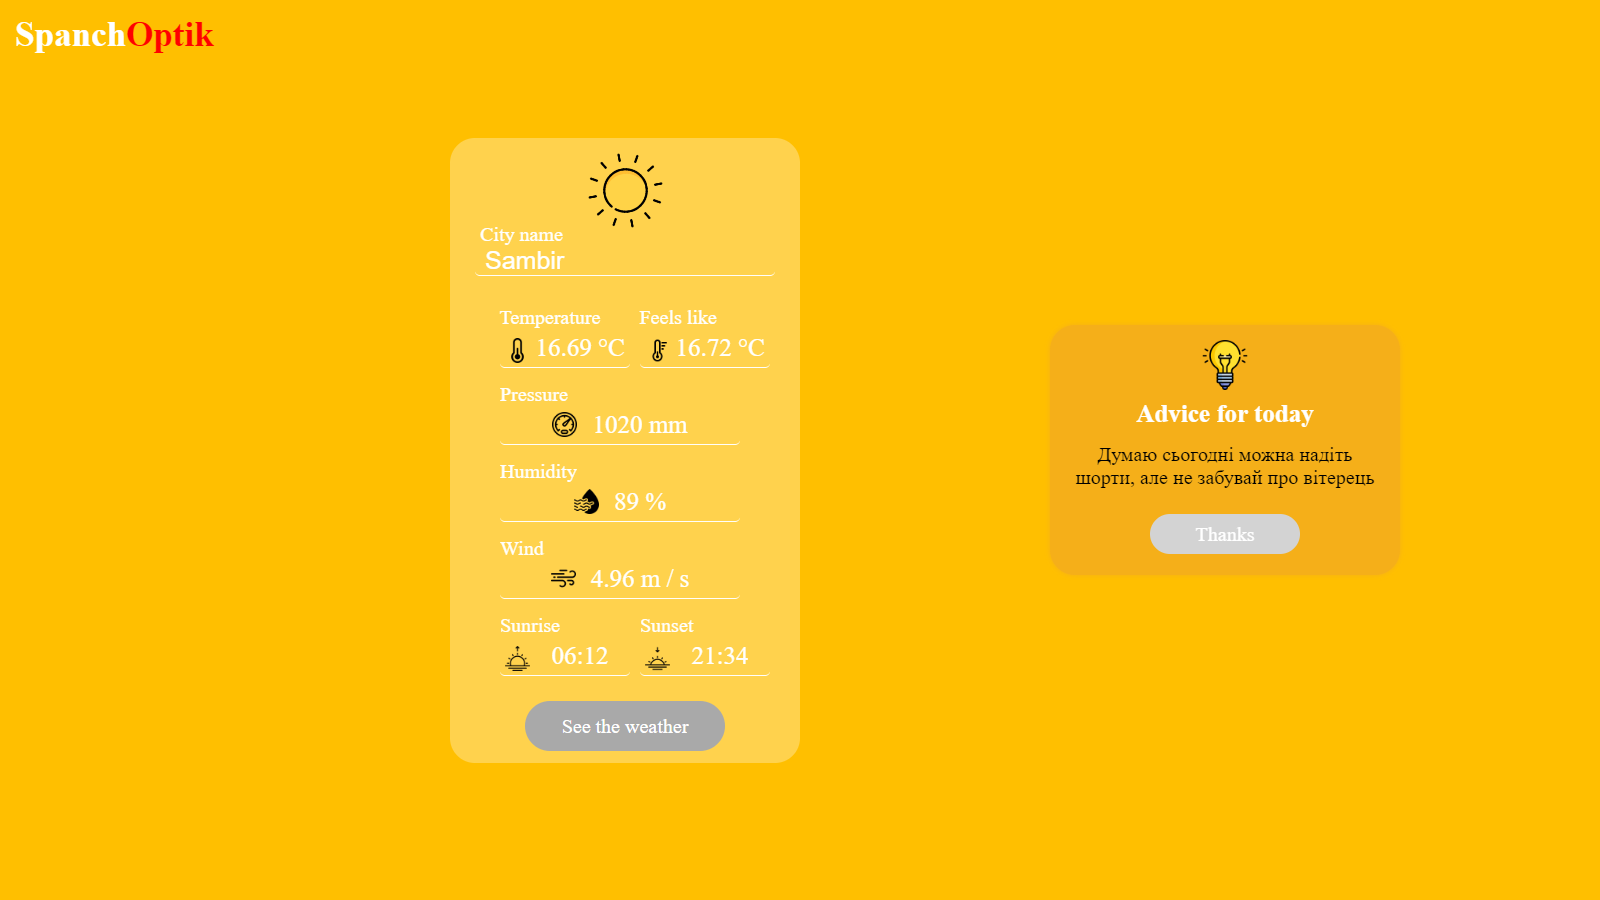 SpanchOptik
City name
Sambir
Temperature Feels like
16.69 °C 16.72 °C
Pressure
1020 mm
Humidity
89 %
Wind
4.96 m / s
Sunrise Sunset
06:12 21:34
See the weather
Advice for today
Думаю сьогодні можна надіть
шорти, але не забувай про вітерець
Thanks